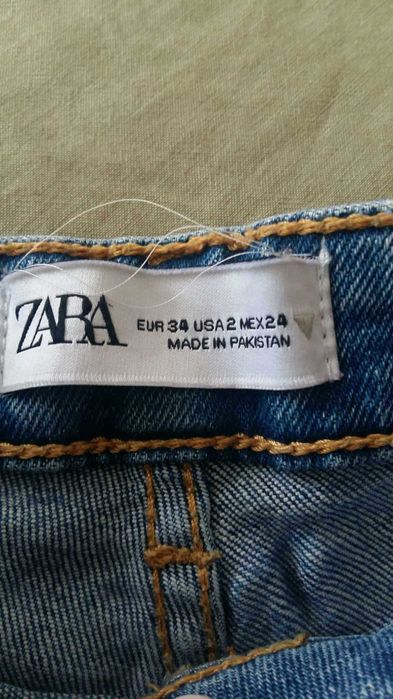 ZARA
EUR 34 USA 2 MEX 24
MADE IN PAKISTAN